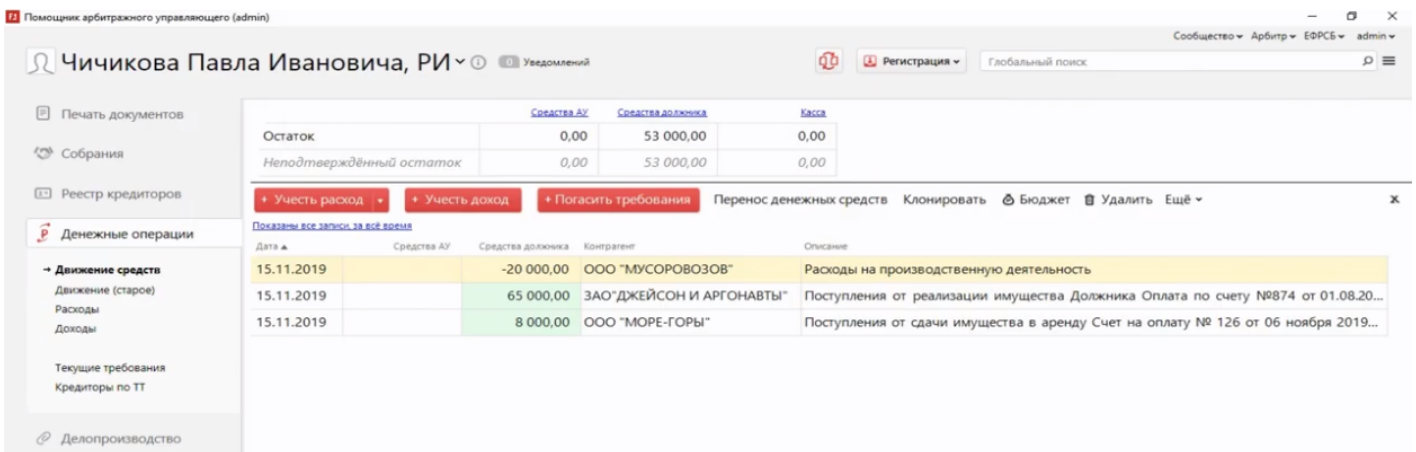 Помощник арбитражного управляющего (admin)
Сообщество Арбитр ЕФРСБ admin
Чичикова Павла Ивановича, РИ 0 Уведомлений Регистрация Глобальный поиск
Печать документов
Собрания
Реестр кредиторов
Денежные операции
→ Движение средств
Движение (старое)
Расходы
Доходы
Текущие требования
Кредиторы по ТТ
Делопроизводство
Средства АУ Средства должника Касса
Остаток 0,00 53 000,00 0,00
Неподтверждённый остаток 0,00 53 000,00 0,00
+ Учесть расход + Учесть доход + Погасить требования Перенос денежных средств Клонировать Бюджет Удалить Ещё
Показаны все записи, за всё время
Дата Средства АУ Средства должника Контрагент Описание
15.11.2019 -20 000,00 ООО "МУСОРОВОЗОВ" Расходы на производственную деятельность
15.11.2019 65 000,00 ЗАО"ДЖЕЙСОН И АРГОНАВТЫ" Поступления от реализации имущества Должника Оплата по счету №874 от 01.08.20...
15.11.2019 8 000,00 ООО "МОРЕ-ГОРЫ" Поступления от сдачи имущества в аренду Счет на оплату № 126 от 06 ноября 2019...